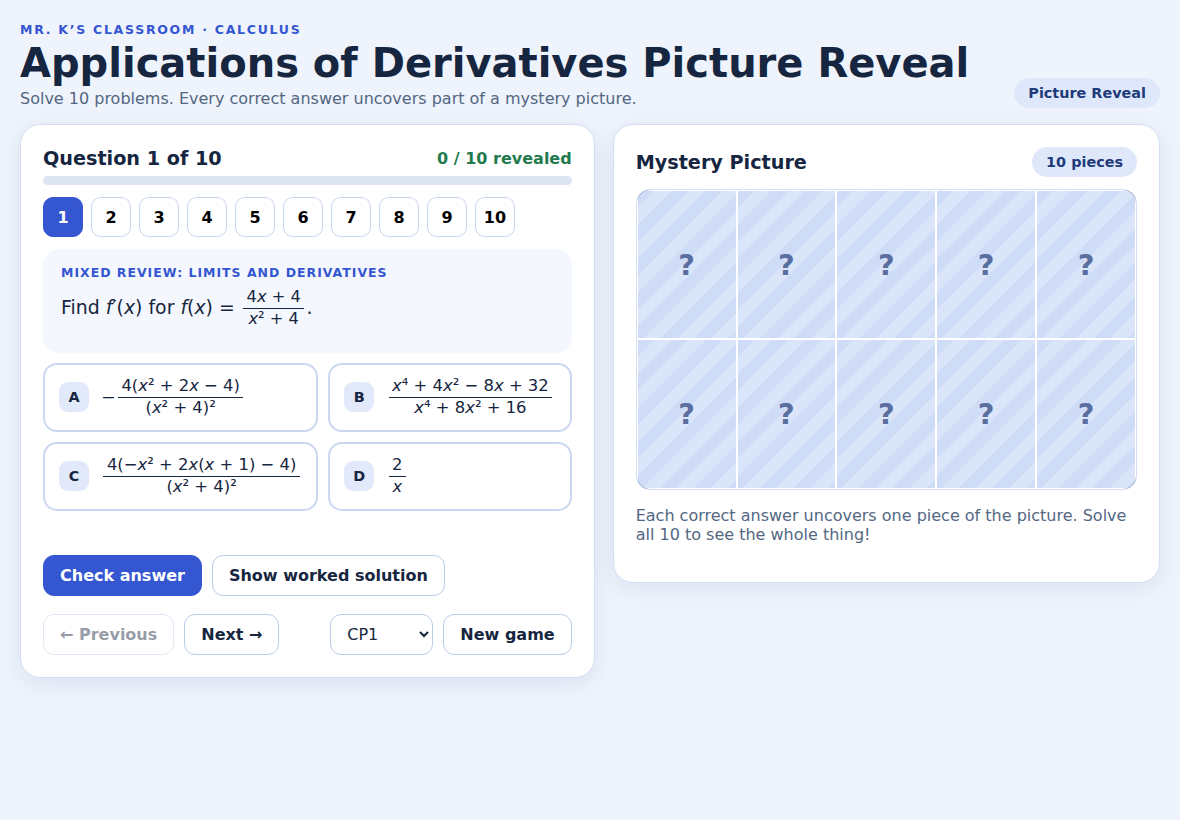 MR. K’S CLASSROOM · CALCULUS
Applications of Derivatives Picture Reveal
Solve 10 problems. Every correct answer uncovers part of a mystery picture.
Picture Reveal
Question 1 of 10
0 / 10 revealed
1 2 3 4 5 6 7 8 9 10
MIXED REVIEW: LIMITS AND DERIVATIVES
Find f′(x) for f(x) = (4x + 4)/(x² + 4).
A −4(x² + 2x − 4)/(x² + 4)²
B (x⁴ + 4x² − 8x + 32)/(x⁴ + 8x² + 16)
C 4(−x² + 2x(x + 1) − 4)/(x² + 4)²
D 2/x
Check answer
Show worked solution
← Previous
Next →
CP1
New game
Mystery Picture
10 pieces
? ? ? ? ?
? ? ? ? ?
Each correct answer uncovers one piece of the picture. Solve
all 10 to see the whole thing!